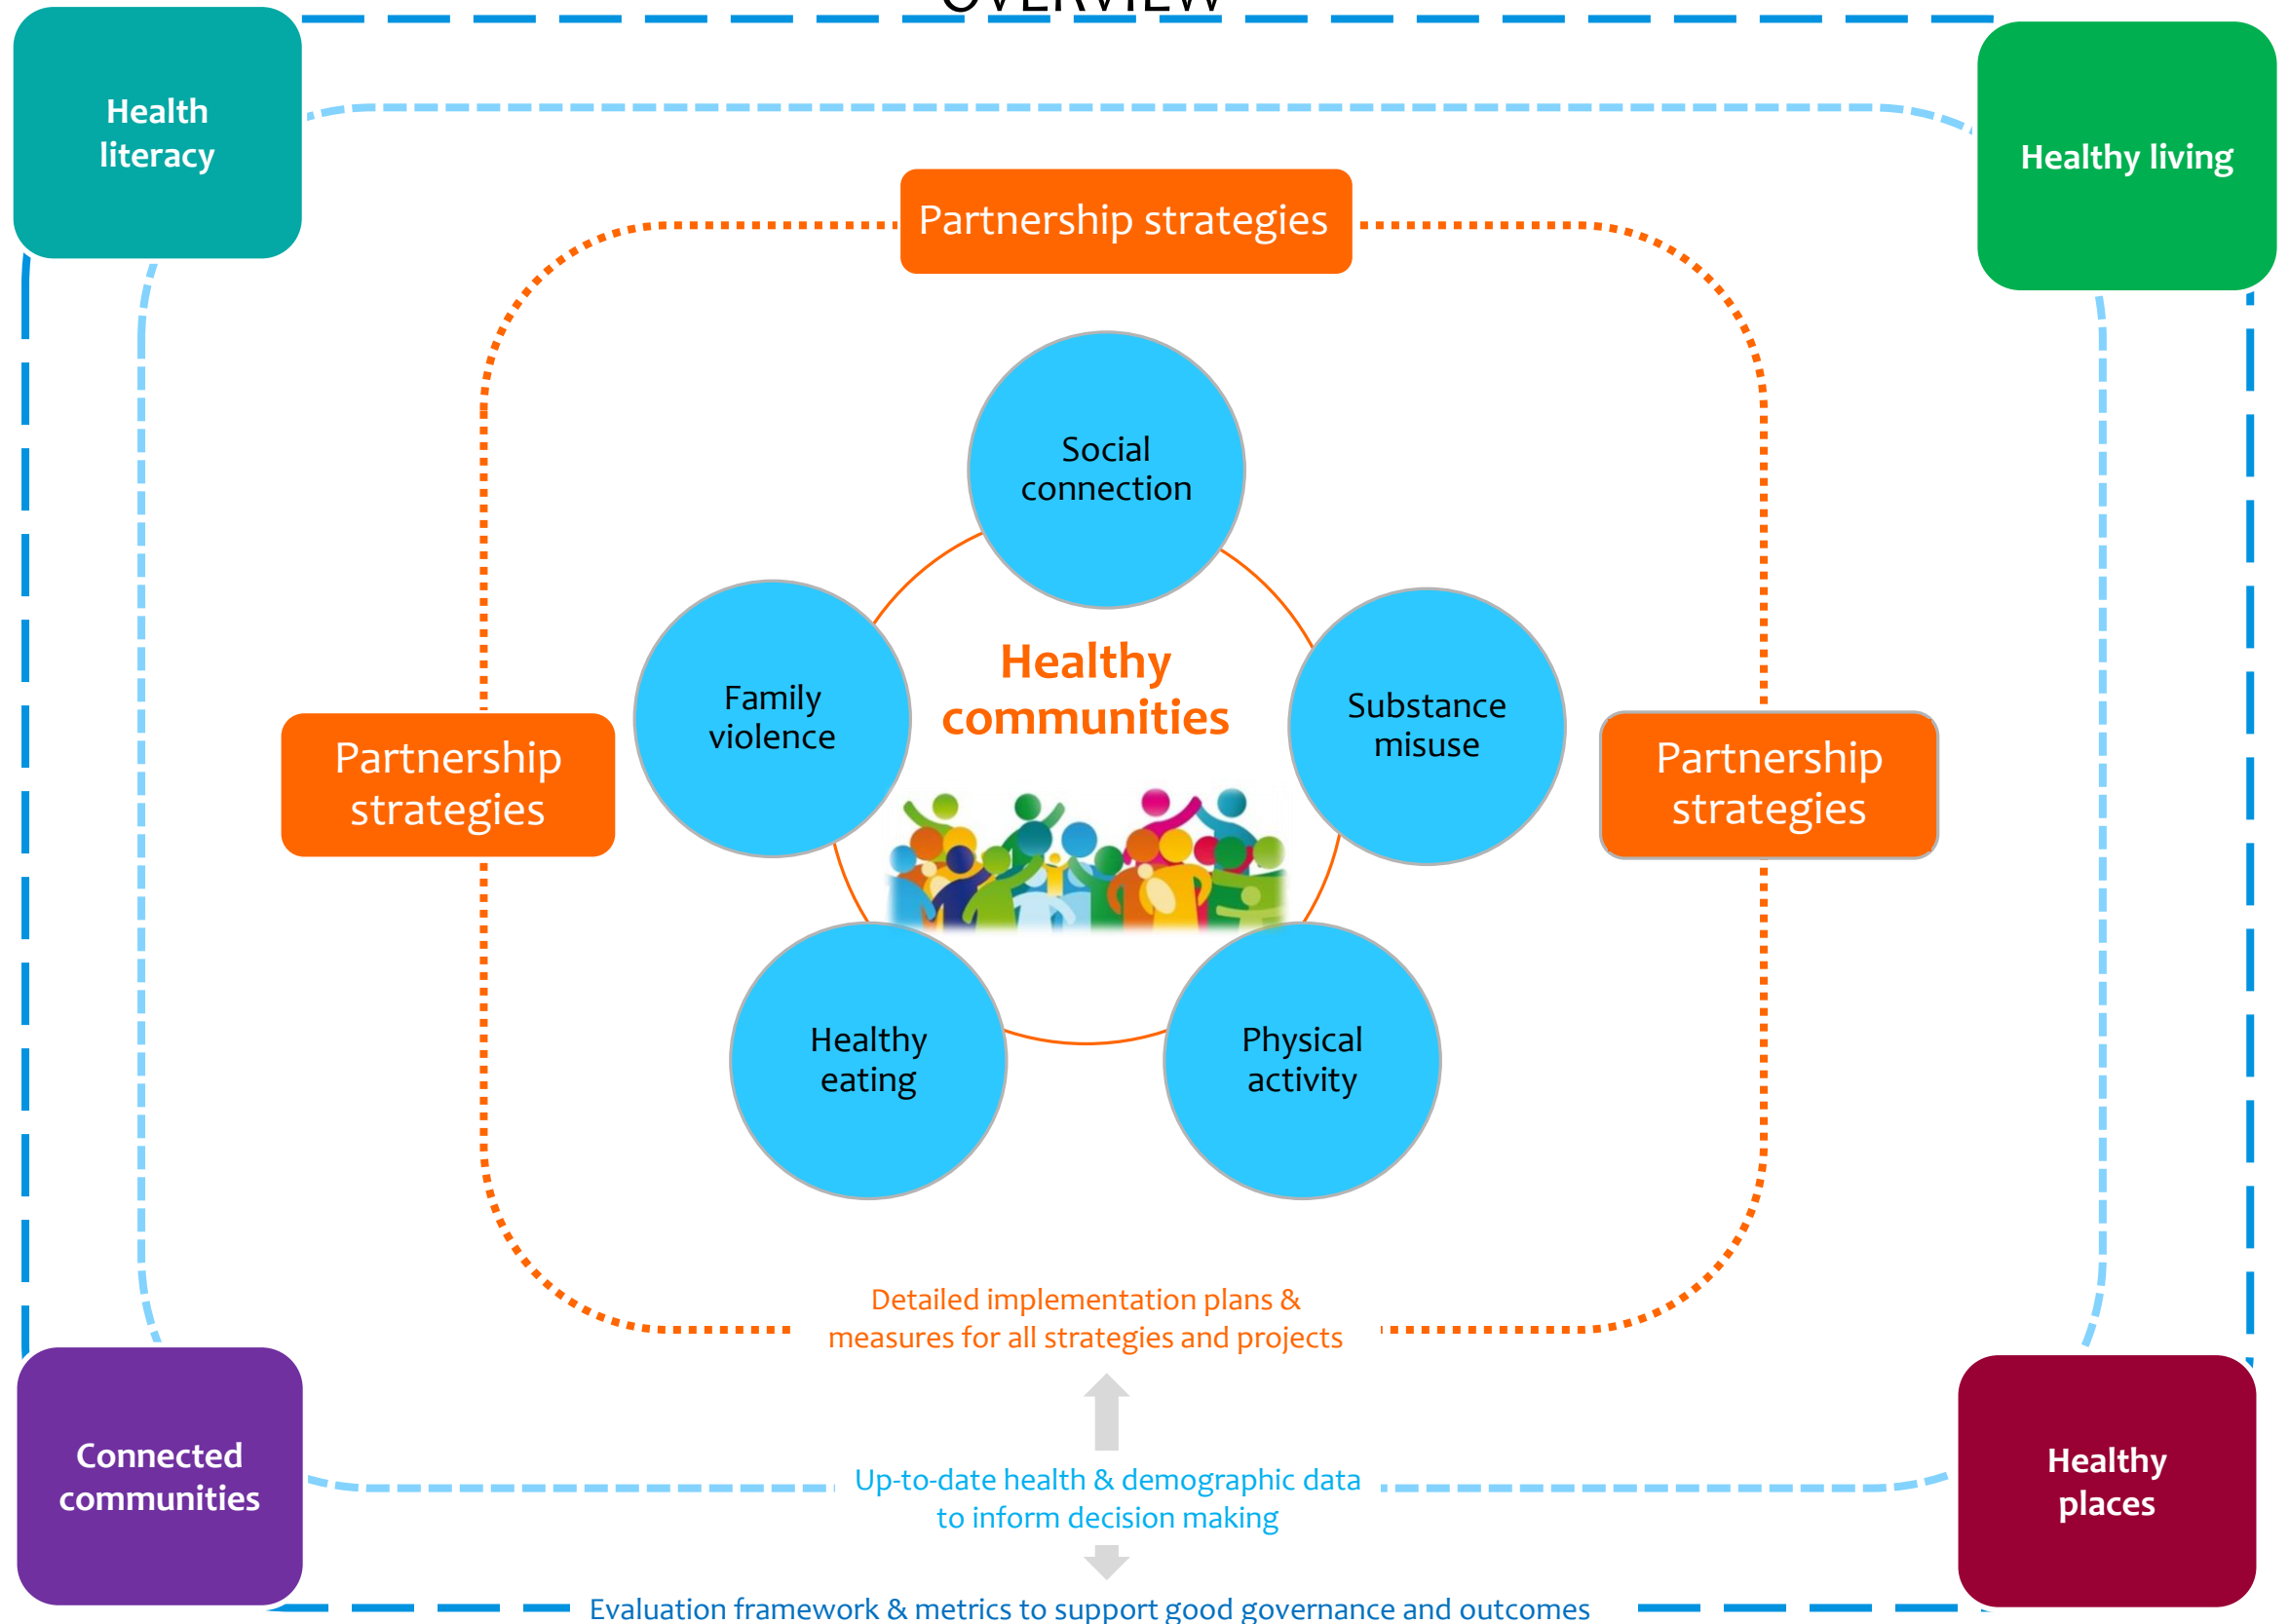 OVERVIEW
Health
literacy
Healthy living
Partnership strategies
Social
connection
Healthy
communities
Family
violence
Substance
misuse
Partnership
strategies
Partnership
strategies
Healthy
eating
Physical
activity
Detailed implementation plans &
measures for all strategies and projects
Connected
communities
Healthy
places
Up-to-date health & demographic data
to inform decision making
Evaluation framework & metrics to support good governance and outcomes